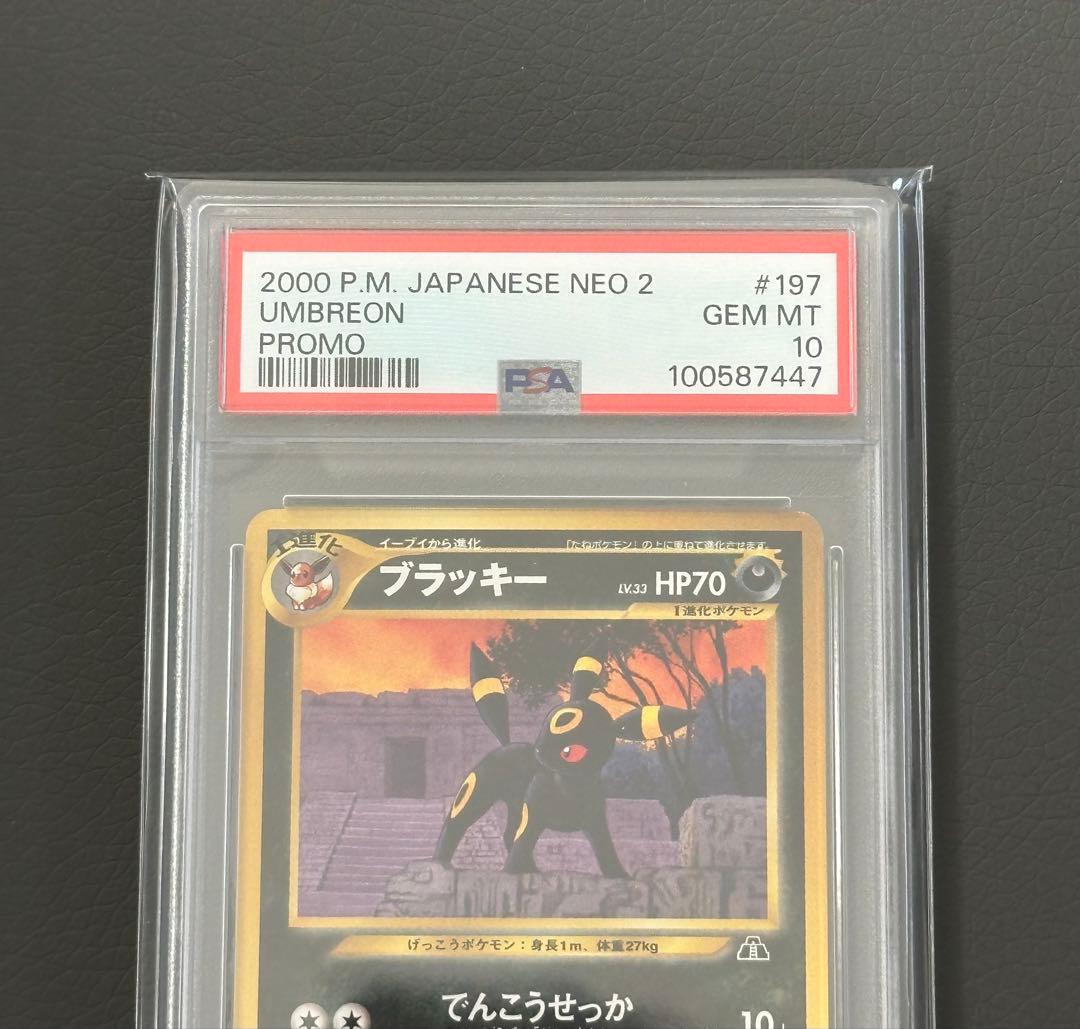 2000 P.M. JAPANESE NEO 2 #197
UMBREON GEM MT
PROMO 10
PSA 100587447
1進化 イーブイから進化 「たねポケモン」の上に重ねて進化させます
ブラッキー LV.33 HP70
1進化ポケモン
げっこうポケモン：身長1m、体重27kg
でんこうせっか 10